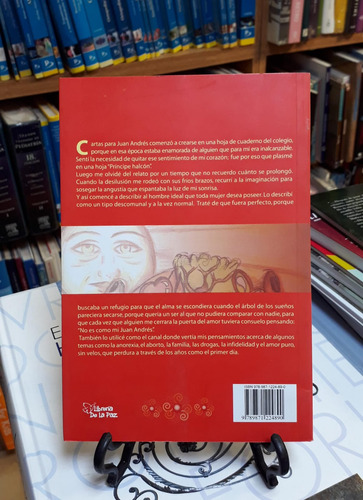 Cartas para Juan Andrés comenzó a crearse en una hoja de cuaderno del colegio,
porque en esa época estaba enamorada de alguien que para mi era inalcanzable.
Sentí la necesidad de quitar ese sentimiento de mi corazón; fue por eso que plasmé
en una hoja "Príncipe halcón".
Luego me olvidé del relato por un tiempo que no recuerdo cuánto se prolongó.
Cuando la desilusión me rodeó con sus fríos brazos, recurrí a la imaginación para
sosegar la angustia que espantaba la luz de mi sonrisa.
Y así comencé a describir al hombre ideal que toda mujer desea poseer. Lo describí
como un tipo descomunal y a la vez normal. Traté de que fuera perfecto, porque
buscaba un refugio para que el alma se escondiera cuando el árbol de los sueños
pareciera secarse, porque quería un ser al que no pudiera comparar con nadie, para
que cada vez que alguien me cerrara la puerta del amor tuviera consuelo pensando:
"No es como mi Juan Andrés".
También lo utilicé como el canal donde vertía mis pensamientos acerca de algunos
temas como la anorexia, el aborto, la familia, las drogas, la infidelidad y el amor puro,
sin velos, que perdura a través de los años como el primer día.
Librería
De La Paz
ISBN 978-987-1224-89-0
9 789871 224890